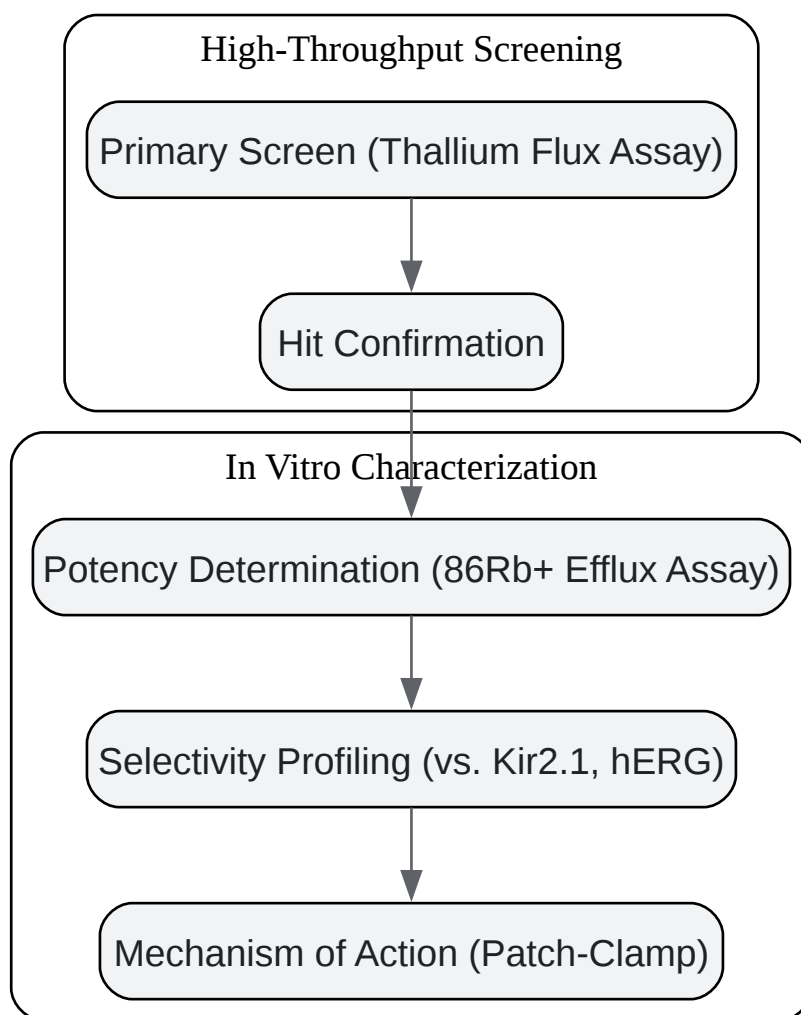 High-Throughput Screening
Primary Screen (Thallium Flux Assay)
Hit Confirmation
In Vitro Characterization
Potency Determination (86Rb+ Efflux Assay)
Selectivity Profiling (vs. Kir2.1, hERG)
Mechanism of Action (Patch-Clamp)